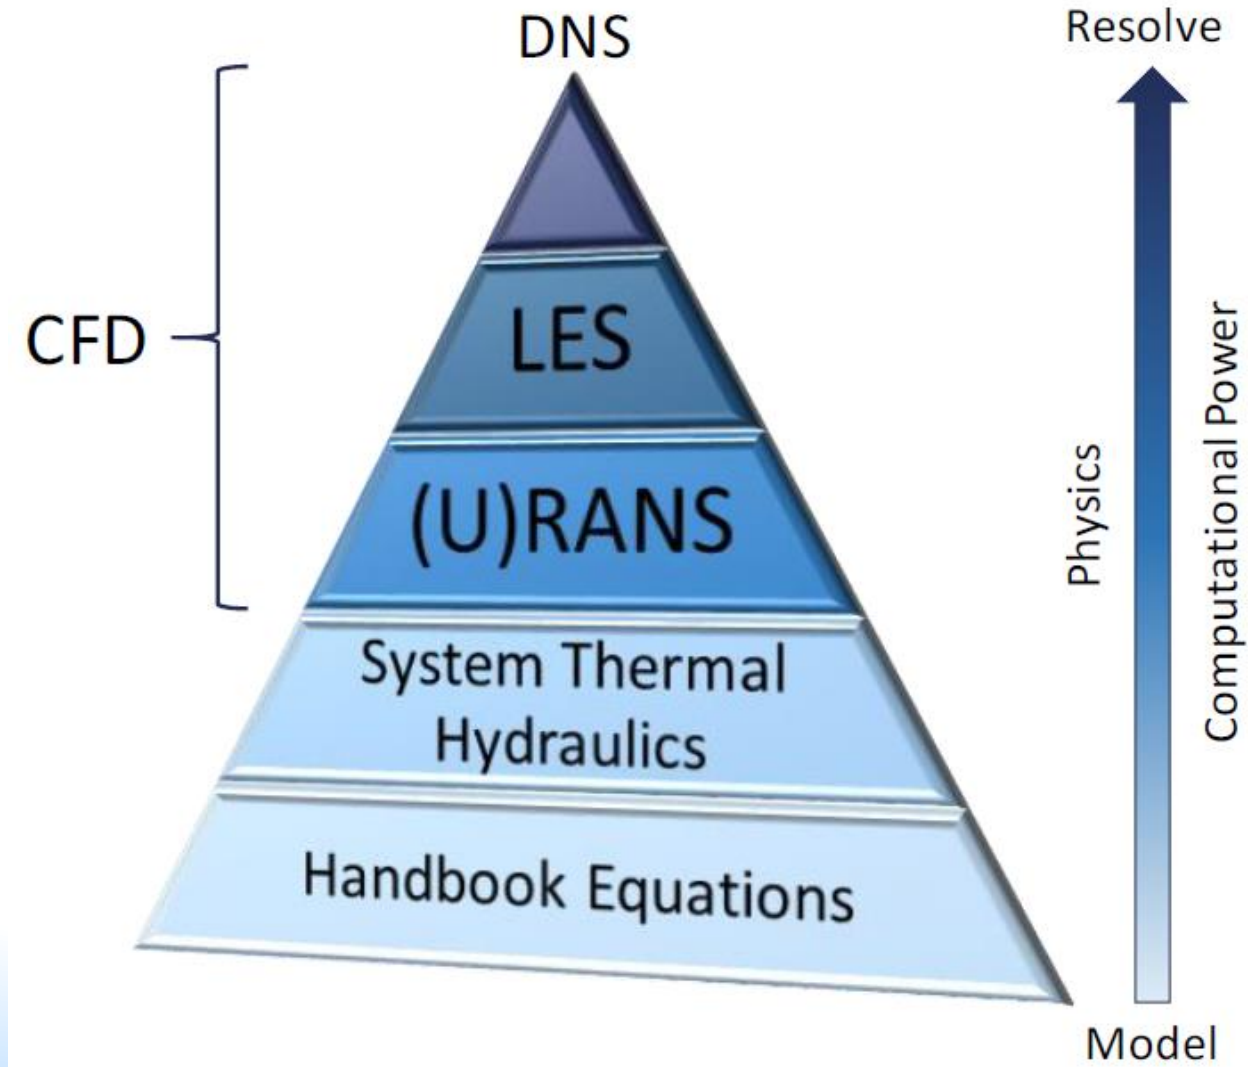 DNS
Resolve
CFD
LES
(U)RANS
System Thermal
Hydraulics
Handbook Equations
Physics
Computational Power
Model